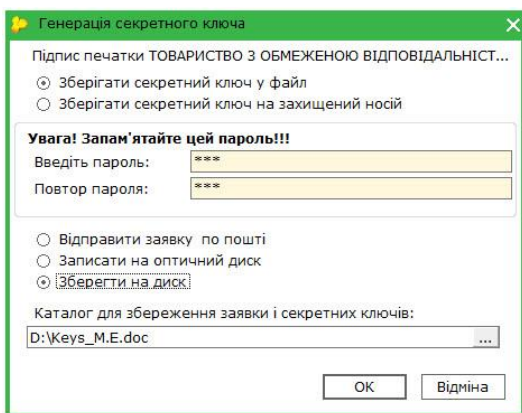 Генерація секретного ключа
Підпис печатки ТОВАРИСТВО З ОБМЕЖЕНОЮ ВІДПОВІДАЛЬНІСТ...
Зберігати секретний ключ у файл
Зберігати секретний ключ на захищений носій
Увага! Запам'ятайте цей пароль!!!
Введіть пароль: ***
Повтор пароля: ***
Відправити заявку по пошті
Записати на оптичний диск
Зберегти на диск
Каталог для збереження заявки і секретних ключів:
D:\Keys_M.E.doc ...
ОК Відміна